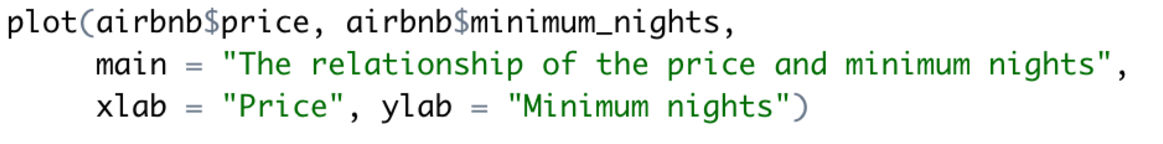 plot(airbnb$price, airbnb$minimum_nights,
     main = "The relationship of the price and minimum nights",
     xlab = "Price", ylab = "Minimum nights")